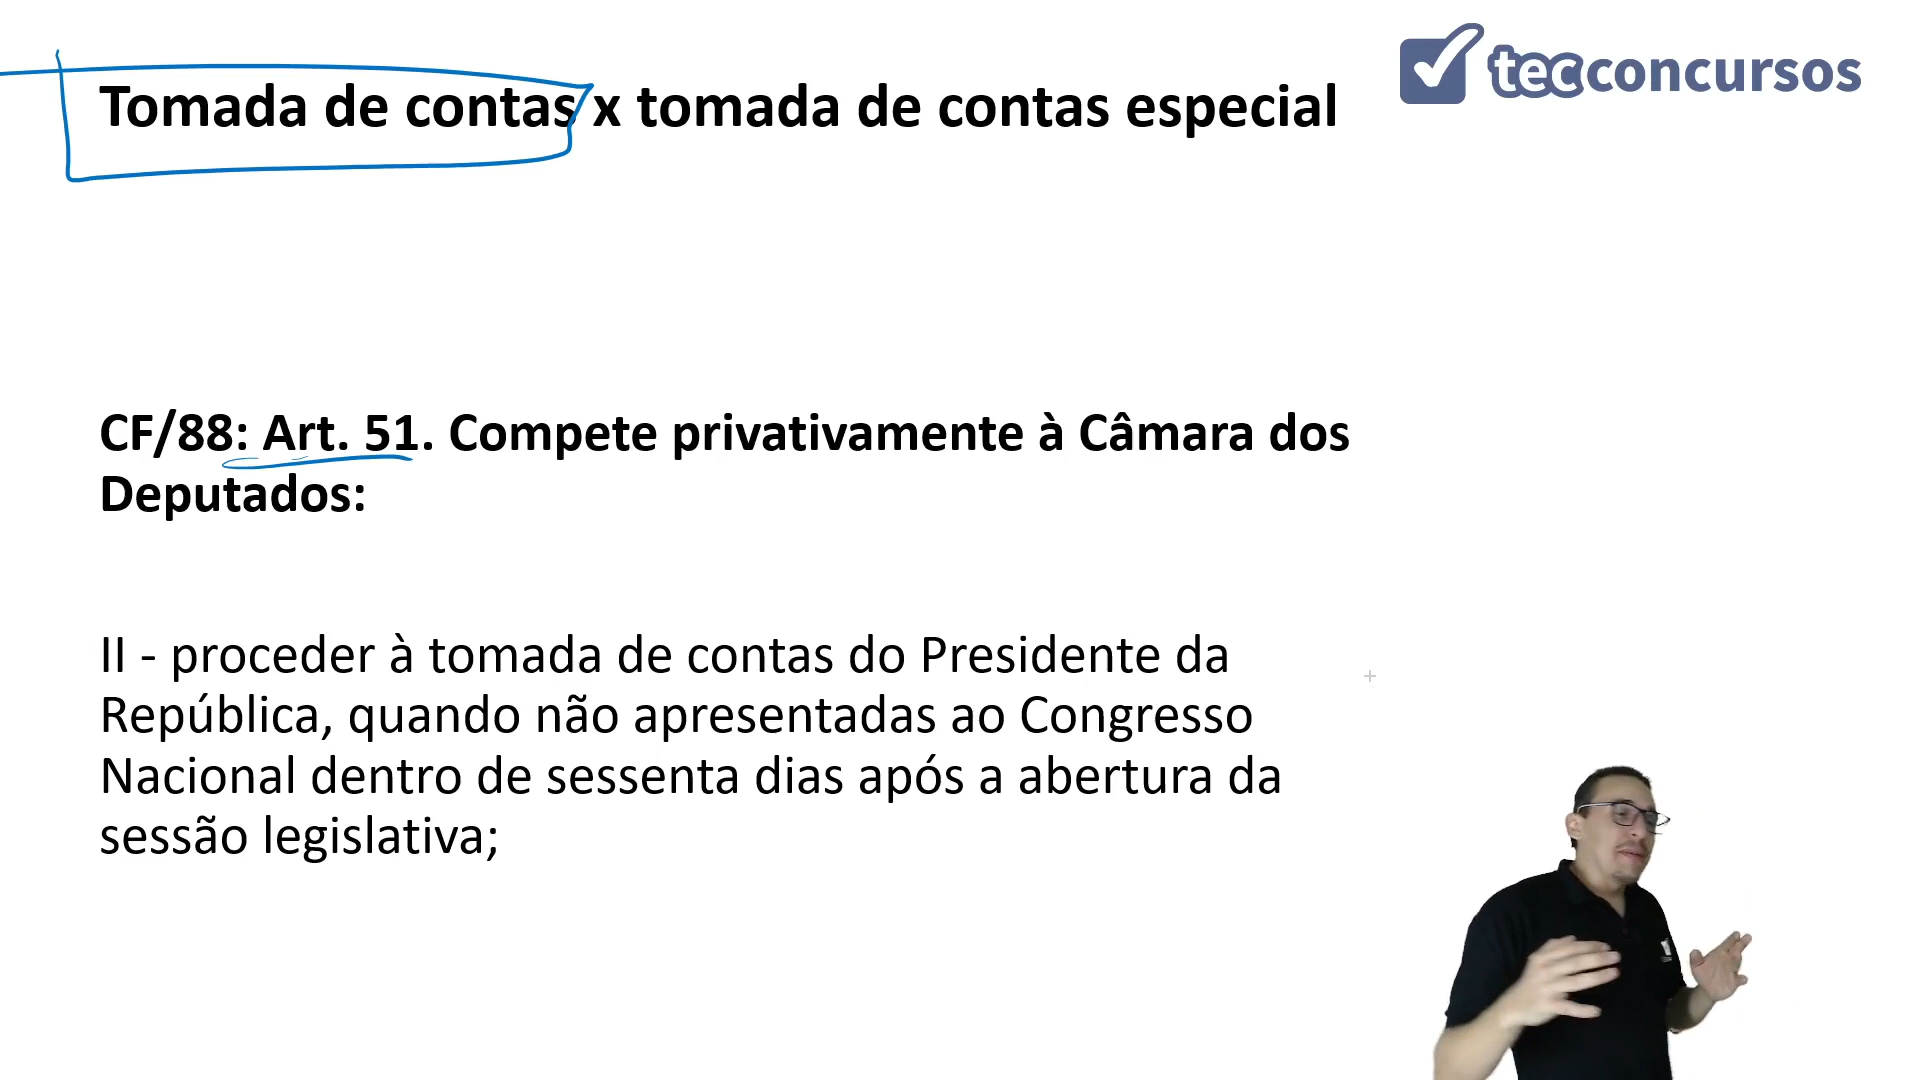 tecconcursos
Tomada de contas x tomada de contas especial
CF/88: Art. 51. Compete privativamente à Câmara dos
Deputados:
II - proceder à tomada de contas do Presidente da
República, quando não apresentadas ao Congresso
Nacional dentro de sessenta dias após a abertura da
sessão legislativa;